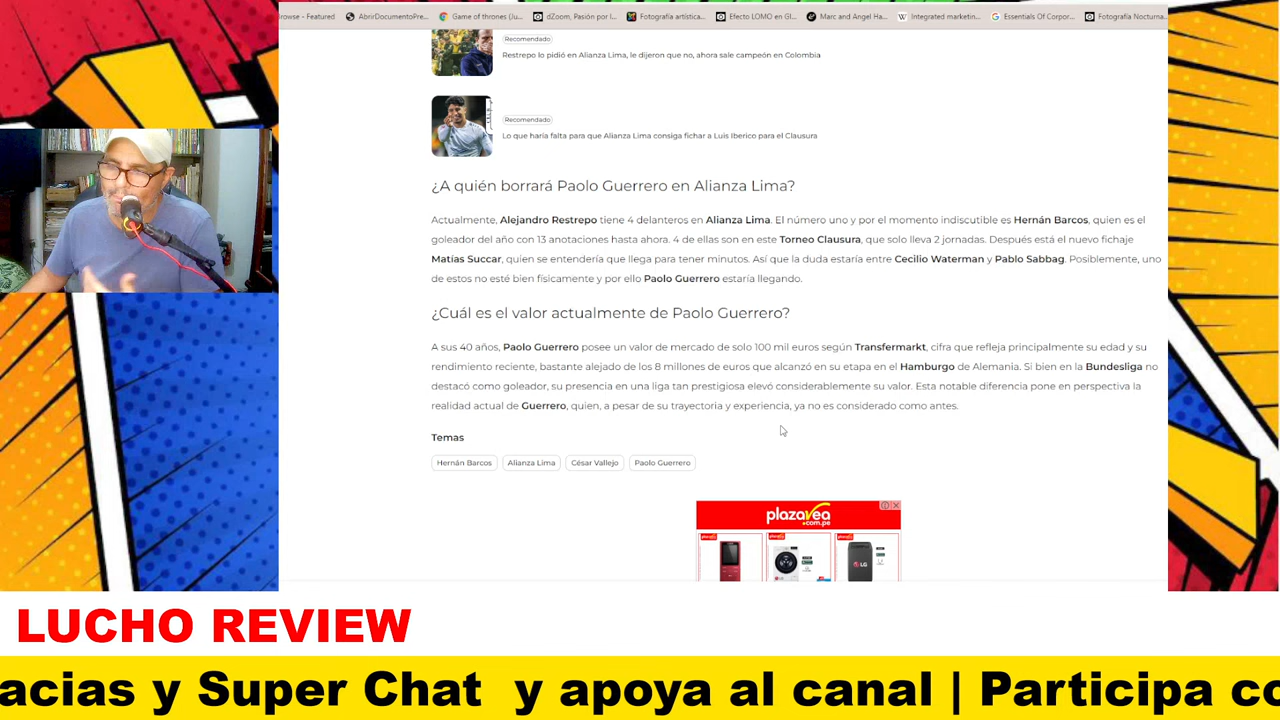 rowse - Featured
AbrirDocumentoPre...
Game of thrones (Ju...
dZoom, Pasión por l...
Fotografía artística...
Efecto LOMO en GI...
Marc and Angel Ha...
Integrated marketin...
Essentials Of Corpor...
Fotografía Nocturna...
Recomendado
Restrepo lo pidió en Alianza Lima, le dijeron que no, ahora sale campeón en Colombia
Recomendado
Lo que haría falta para que Alianza Lima consiga fichar a Luis Iberico para el Clausura
¿A quién borrará Paolo Guerrero en Alianza Lima?
Actualmente, Alejandro Restrepo tiene 4 delanteros en Alianza Lima. El número uno y por el momento indiscutible es Hernán Barcos, quien es el
goleador del año con 13 anotaciones hasta ahora. 4 de ellas son en este Torneo Clausura, que solo lleva 2 jornadas. Después está el nuevo fichaje
Matías Succar, quien se entendería que llega para tener minutos. Así que la duda estaría entre Cecilio Waterman y Pablo Sabbag. Posiblemente, uno
de estos no esté bien físicamente y por ello Paolo Guerrero estaría llegando.
¿Cuál es el valor actualmente de Paolo Guerrero?
A sus 40 años, Paolo Guerrero posee un valor de mercado de solo 100 mil euros según Transfermarkt, cifra que refleja principalmente su edad y su
rendimiento reciente, bastante alejado de los 8 millones de euros que alcanzó en su etapa en el Hamburgo de Alemania. Si bien en la Bundesliga no
destacó como goleador, su presencia en una liga tan prestigiosa elevó considerablemente su valor. Esta notable diferencia pone en perspectiva la
realidad actual de Guerrero, quien, a pesar de su trayectoria y experiencia, ya no es considerado como antes.
Temas
Hernán Barcos
Alianza Lima
César Vallejo
Paolo Guerrero
plazavea
.com.pe
LG
LUCHO REVIEW
acias y Super Chat y apoya al canal | Participa co